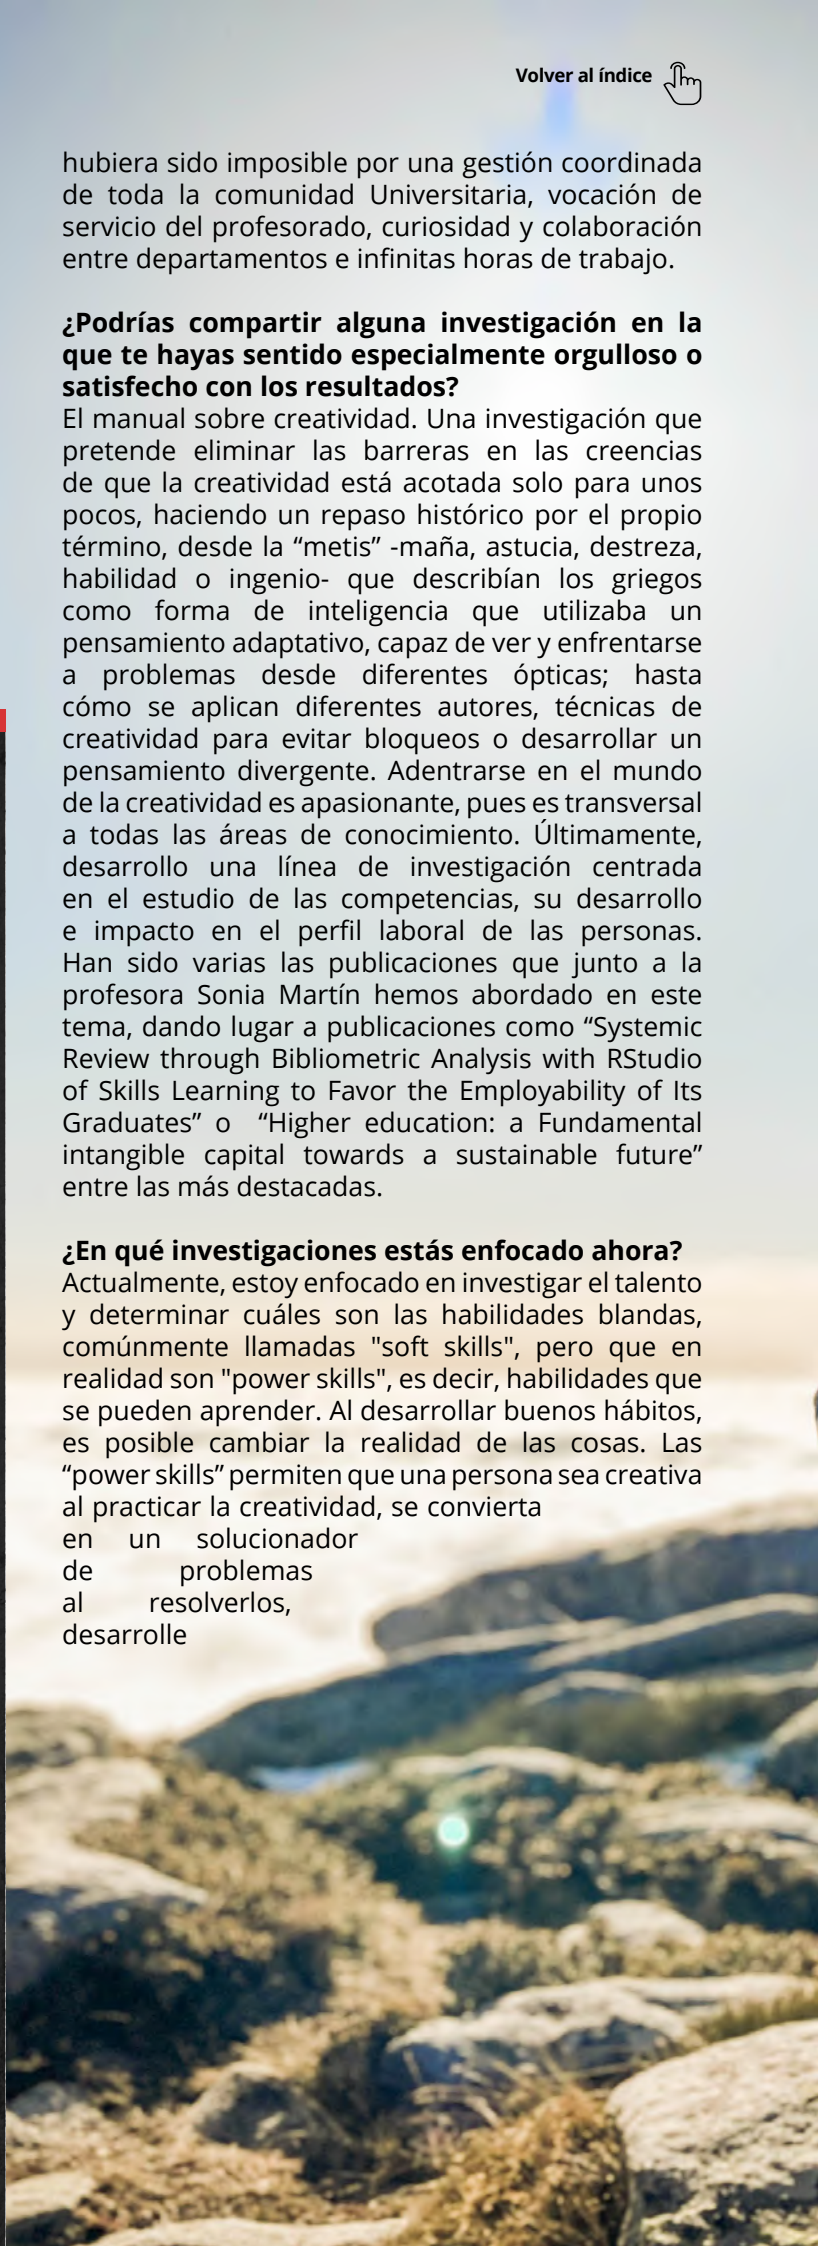 Volver al índice
hubiera sido imposible por una gestión coordinada
de toda la comunidad Universitaria, vocación de
servicio del profesorado, curiosidad y colaboración
entre departamentos e infinitas horas de trabajo.
¿Podrías compartir alguna investigación en la
que te hayas sentido especialmente orgulloso o
satisfecho con los resultados?
El manual sobre creatividad. Una investigación que
pretende eliminar las barreras en las creencias
de que la creatividad está acotada solo para unos
pocos, haciendo un repaso histórico por el propio
término, desde la “metis” -maña, astucia, destreza,
habilidad o ingenio- que describían los griegos
como forma de inteligencia que utilizaba un
pensamiento adaptativo, capaz de ver y enfrentarse
a problemas desde diferentes ópticas; hasta
cómo se aplican diferentes autores, técnicas de
creatividad para evitar bloqueos o desarrollar un
pensamiento divergente. Adentrarse en el mundo
de la creatividad es apasionante, pues es transversal
a todas las áreas de conocimiento. Últimamente,
desarrollo una línea de investigación centrada
en el estudio de las competencias, su desarrollo
e impacto en el perfil laboral de las personas.
Han sido varias las publicaciones que junto a la
profesora Sonia Martín hemos abordado en este
tema, dando lugar a publicaciones como “Systemic
Review through Bibliometric Analysis with RStudio
of Skills Learning to Favor the Employability of Its
Graduates” o “Higher education: a Fundamental
intangible capital towards a sustainable future”
entre las más destacadas.
¿En qué investigaciones estás enfocado ahora?
Actualmente, estoy enfocado en investigar el talento
y determinar cuáles son las habilidades blandas,
comúnmente llamadas "soft skills", pero que en
realidad son "power skills", es decir, habilidades que
se pueden aprender. Al desarrollar buenos hábitos,
es posible cambiar la realidad de las cosas. Las
“power skills” permiten que una persona sea creativa
al practicar la creatividad, se convierta
en un solucionador
de problemas
al resolverlos,
desarrolle